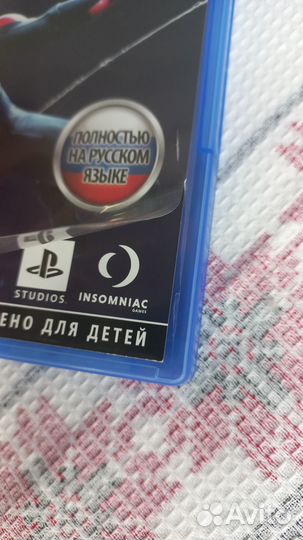 ПОЛНОСТЬЮ
НА РУССКОМ
ЯЗЫКЕ
STUDIOS
INSOMNIAC
GAMES
ЕНО ДЛЯ ДЕТЕЙ
Avito